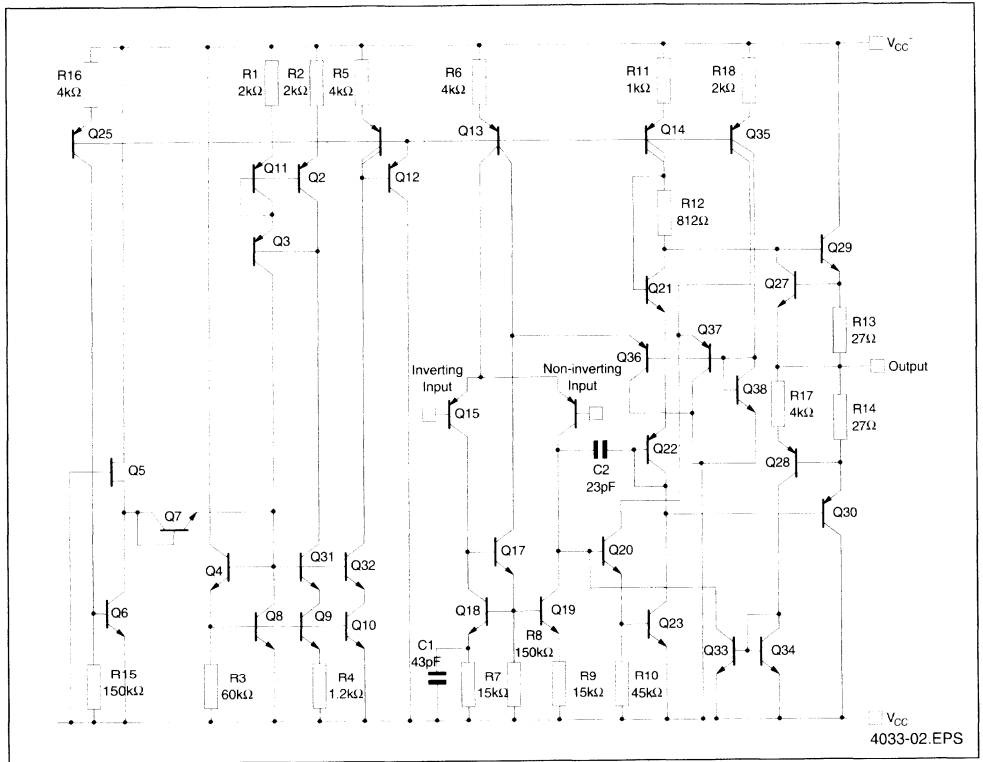 V_CC^-
R16
4kΩ
R1
2kΩ
R2
2kΩ
R5
4kΩ
R6
4kΩ
R11
1kΩ
R18
2kΩ
Q25
Q11
Q2
Q12
Q13
Q14
Q35
Q3
R12
812Ω
Q29
Q21
Q27
R13
27Ω
Q36
Q37
Output
Inverting
Input
Non-inverting
Input
Q38
R17
4kΩ
R14
27Ω
Q15
Q22
C2
23pF
Q28
Q5
Q7
Q30
Q4
Q31
Q32
Q17
Q20
Q6
Q8
Q9
Q10
Q18
Q19
Q23
C1
43pF
R8
150kΩ
Q33
Q34
R15
150kΩ
R3
60kΩ
R4
1.2kΩ
R7
15kΩ
R9
15kΩ
R10
45kΩ
V_CC
4033-02.EPS